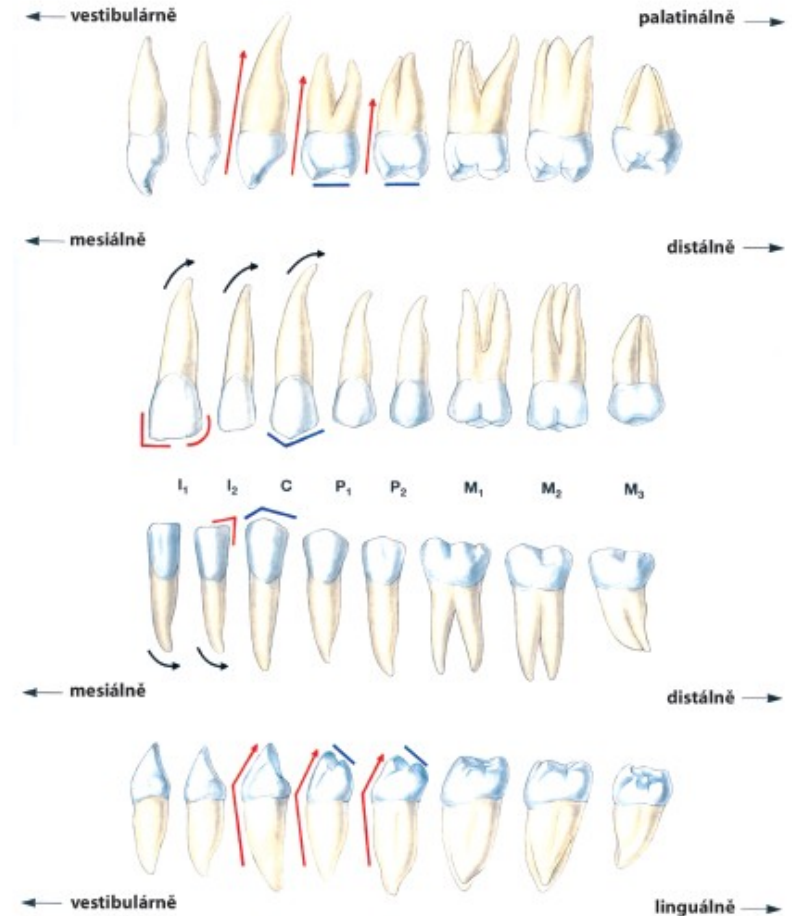 vestibulárně
palatinálně
mesiálně
distálně
I1 I2 C P1 P2 M1 M2 M3
mesiálně
distálně
vestibulárně
linguálně